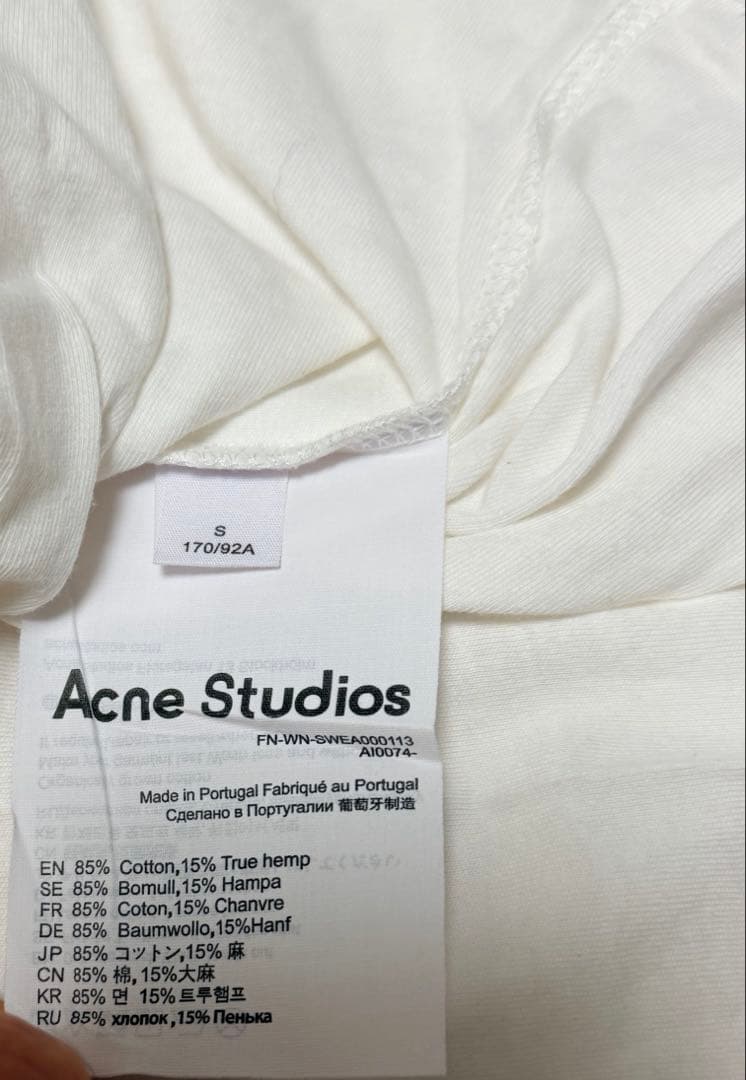 S
170/92A
Acne Studios
FN-WN-SWEA000113
AI0074-
Made in Portugal Fabriqué au Portugal
Сделано в Португалии 葡萄牙制造
EN 85% Cotton,15% True hemp
SE 85% Bomull,15% Hampa
FR 85% Coton,15% Chanvre
DE 85% Baumwollo,15%Hanf
JP 85% コットン,15% 麻
CN 85% 棉,15%大麻
KR 85% 면 15%트루햄프
RU 85% хлопок,15% Пенька